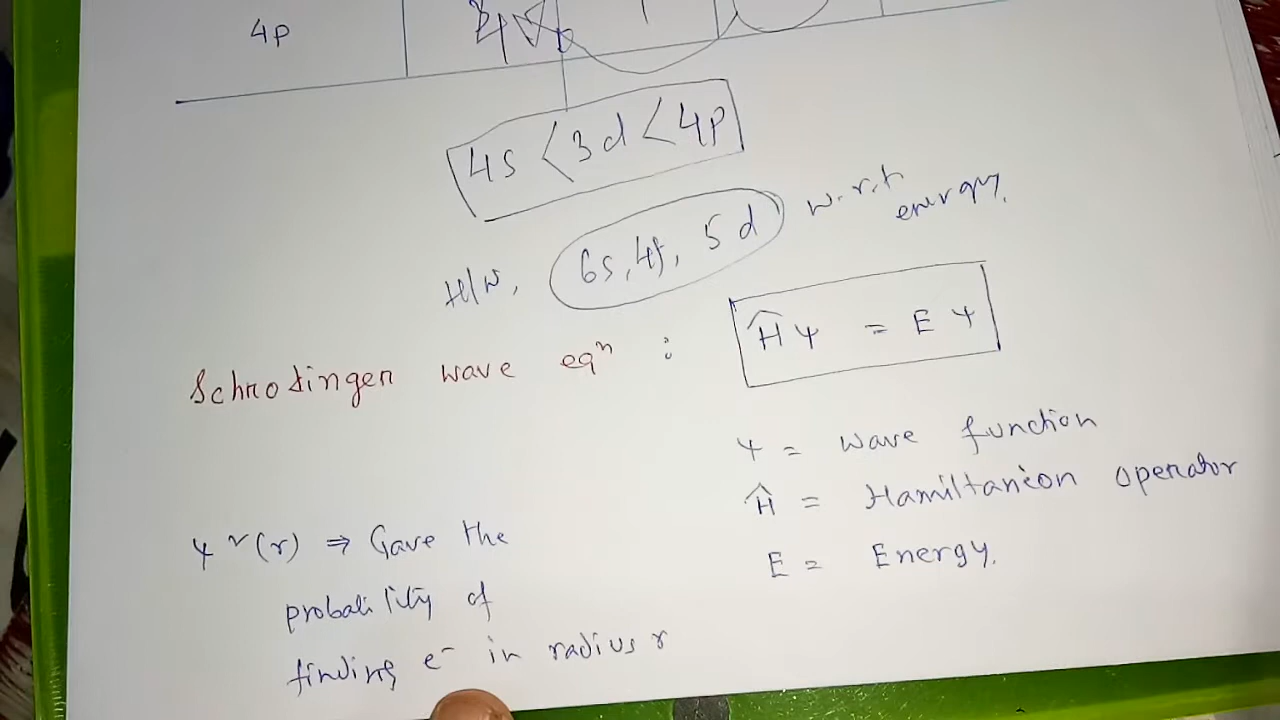 4p
4s < 3d < 4p
H/W, 6s, 4f, 5d w.r.t energy.
Schrodinger wave eqⁿ : Ĥψ = Eψ
ψ = wave function
Ĥ = Hamiltanion operator
E = Energy.
ψ²(r) ⇒ Gave the
probability of
finding e⁻ in radius r